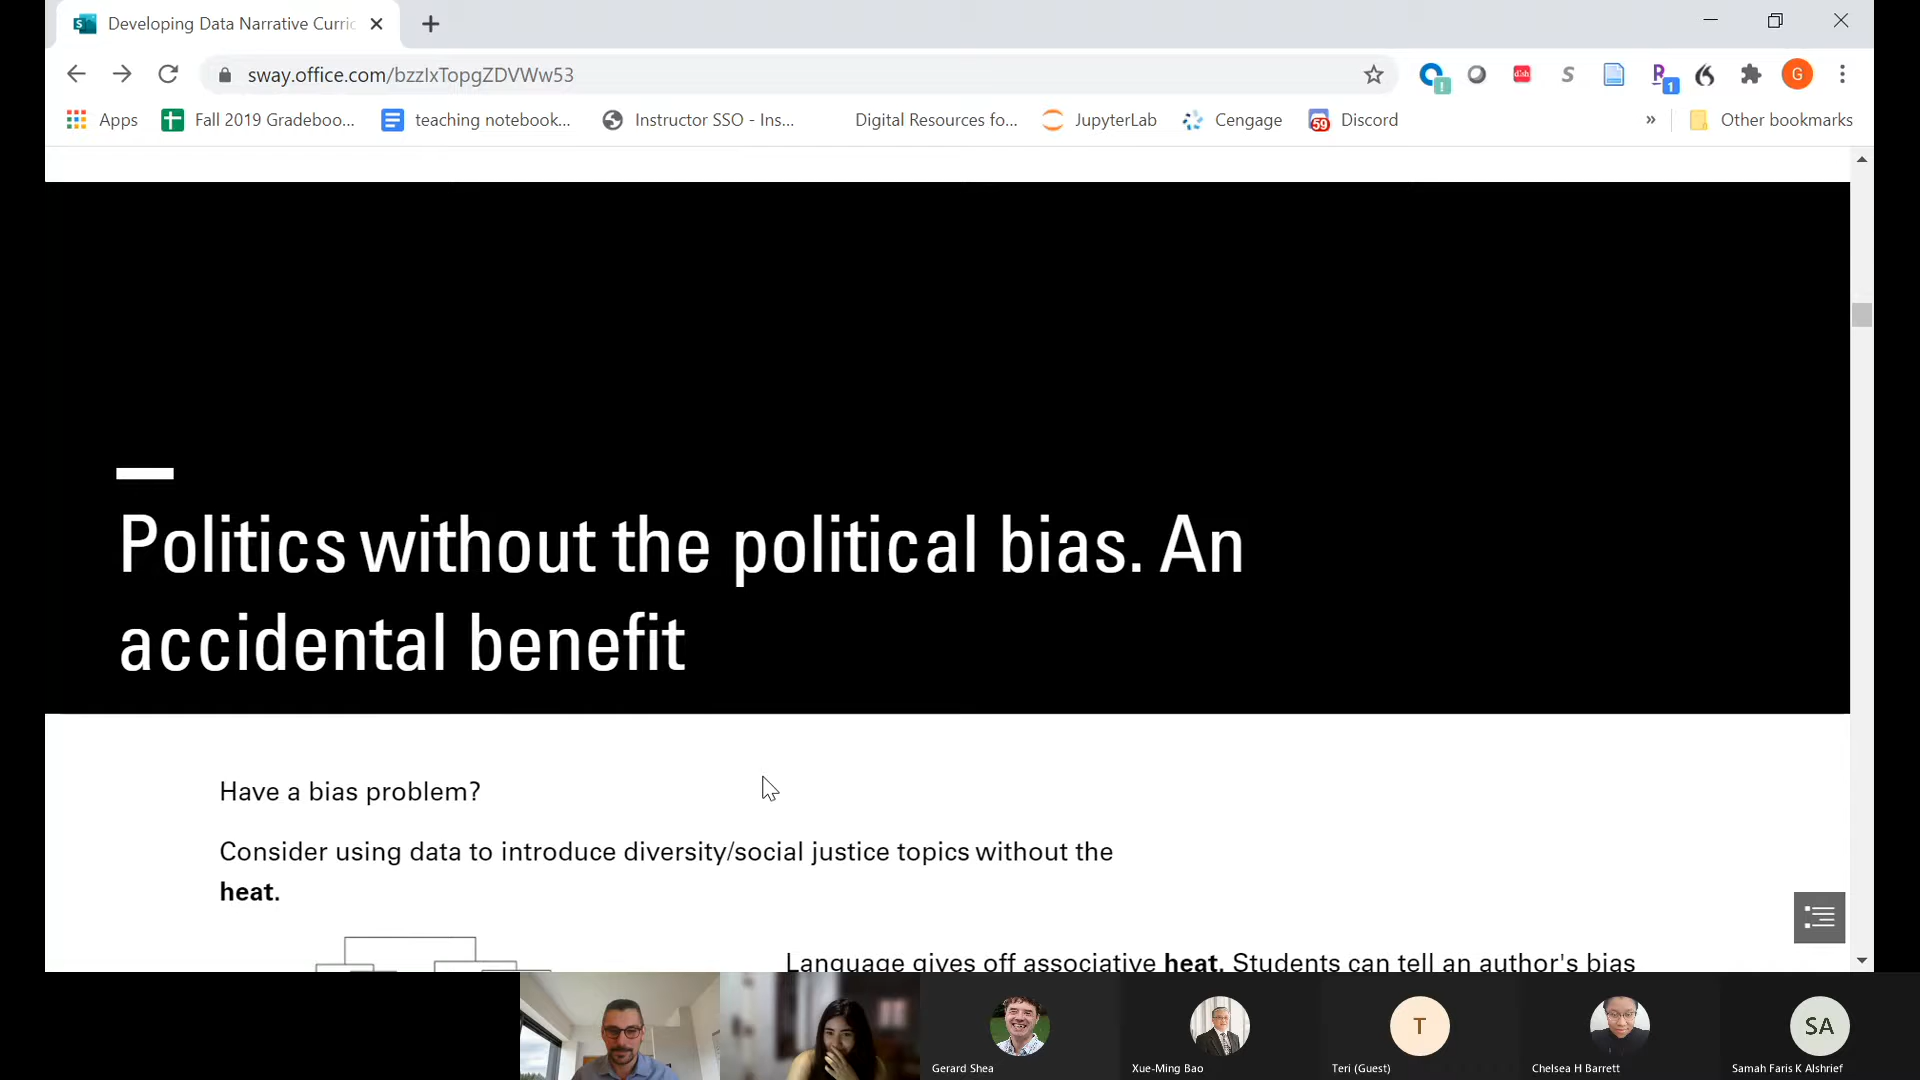 Developing Data Narrative Curric
sway.office.com/bzzIxTopgZDVWw53
G
Apps
Fall 2019 Gradeboo...
teaching notebook...
Instructor SSO - Ins...
Digital Resources fo...
JupyterLab
Cengage
59
Discord
»
Other bookmarks
Politics without the political bias. An
accidental benefit
Have a bias problem?
Consider using data to introduce diversity/social justice topics without the
heat.
Language gives off associative heat. Students can tell an author's bias
T
SA
Gerard Shea
Xue-Ming Bao
Teri (Guest)
Chelsea H Barrett
Samah Faris K Alshrief